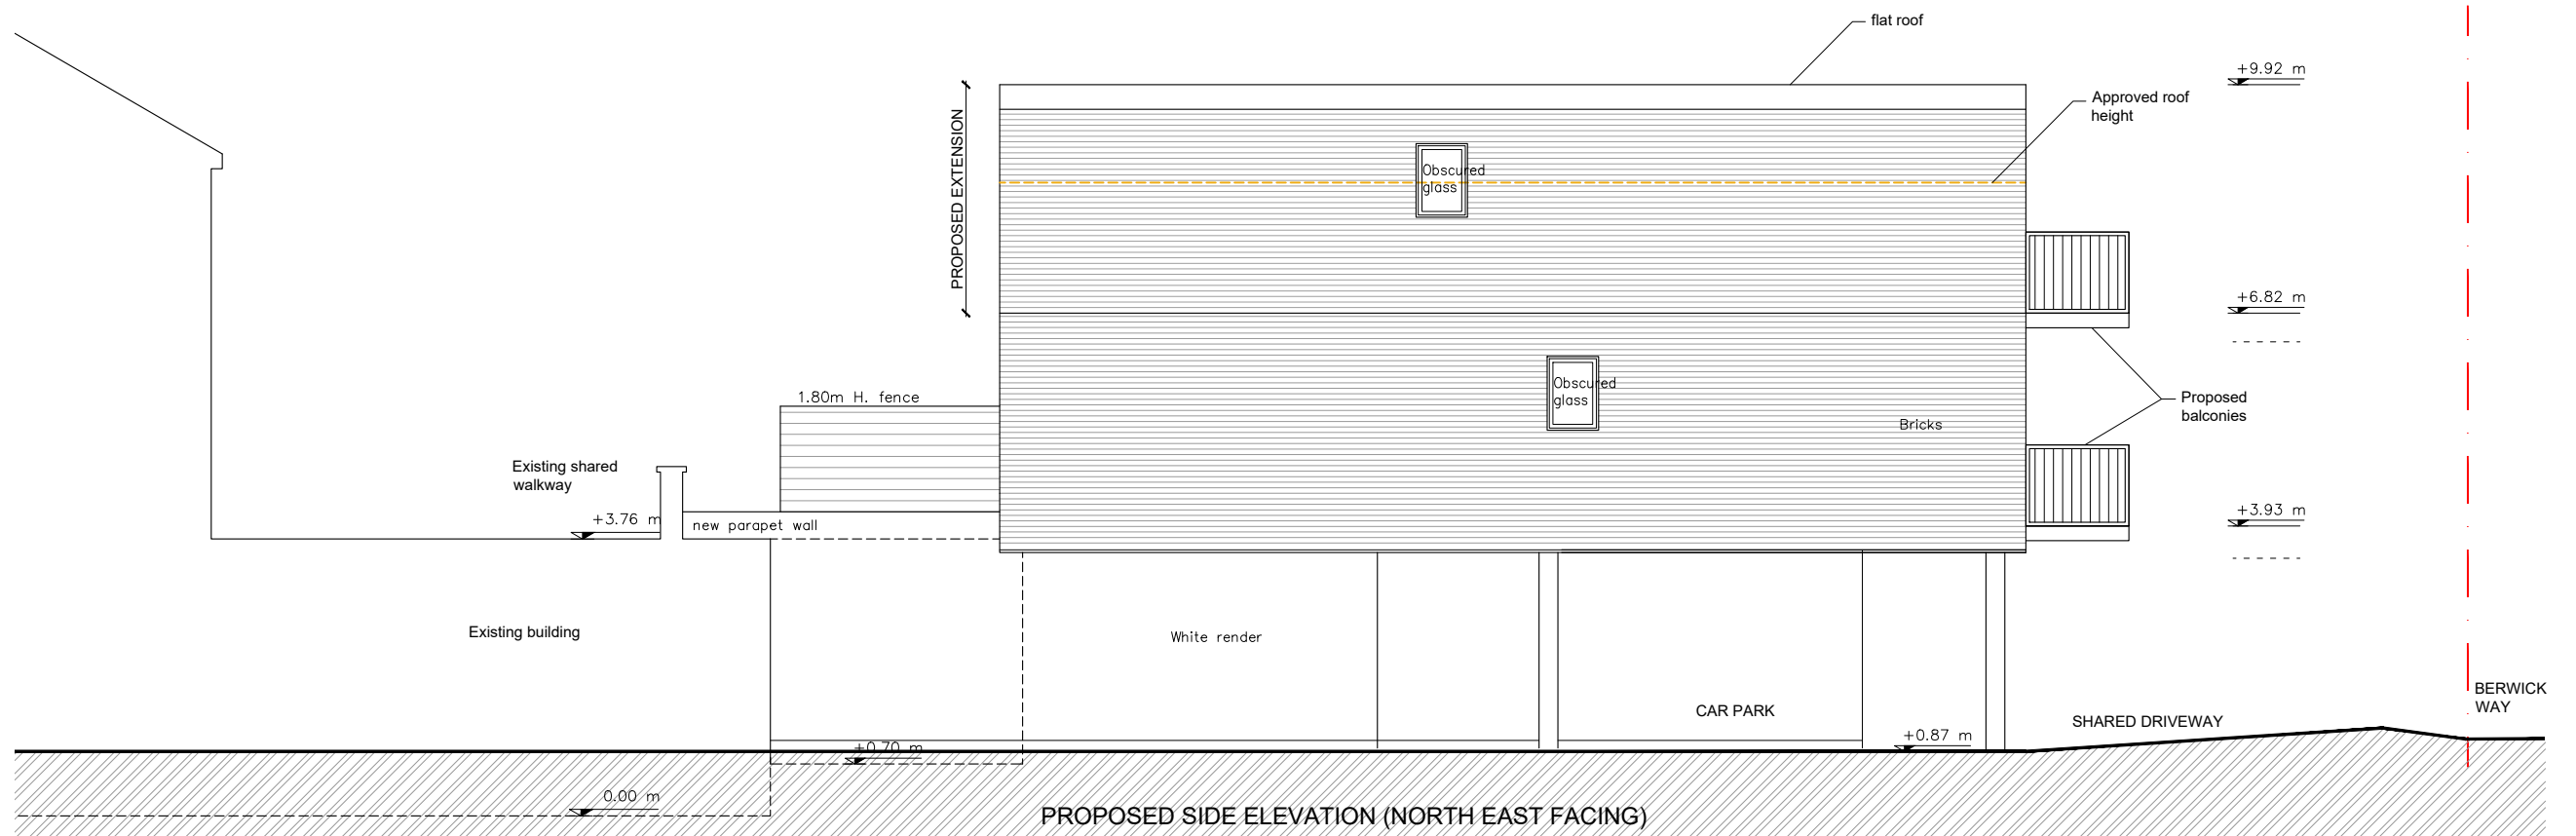 flat roof
+9.92 m
Approved roof
height
PROPOSED EXTENSION
Obscured
glass
+6.82 m
Obscured
glass
1.80m H. fence
Proposed
balconies
Bricks
Existing shared
walkway
+3.76 m
new parapet wall
+3.93 m
Existing building
White render
BERWICK
WAY
CAR PARK
SHARED DRIVEWAY
+0.87 m
+0.70 m
0.00 m
PROPOSED SIDE ELEVATION (NORTH EAST FACING)